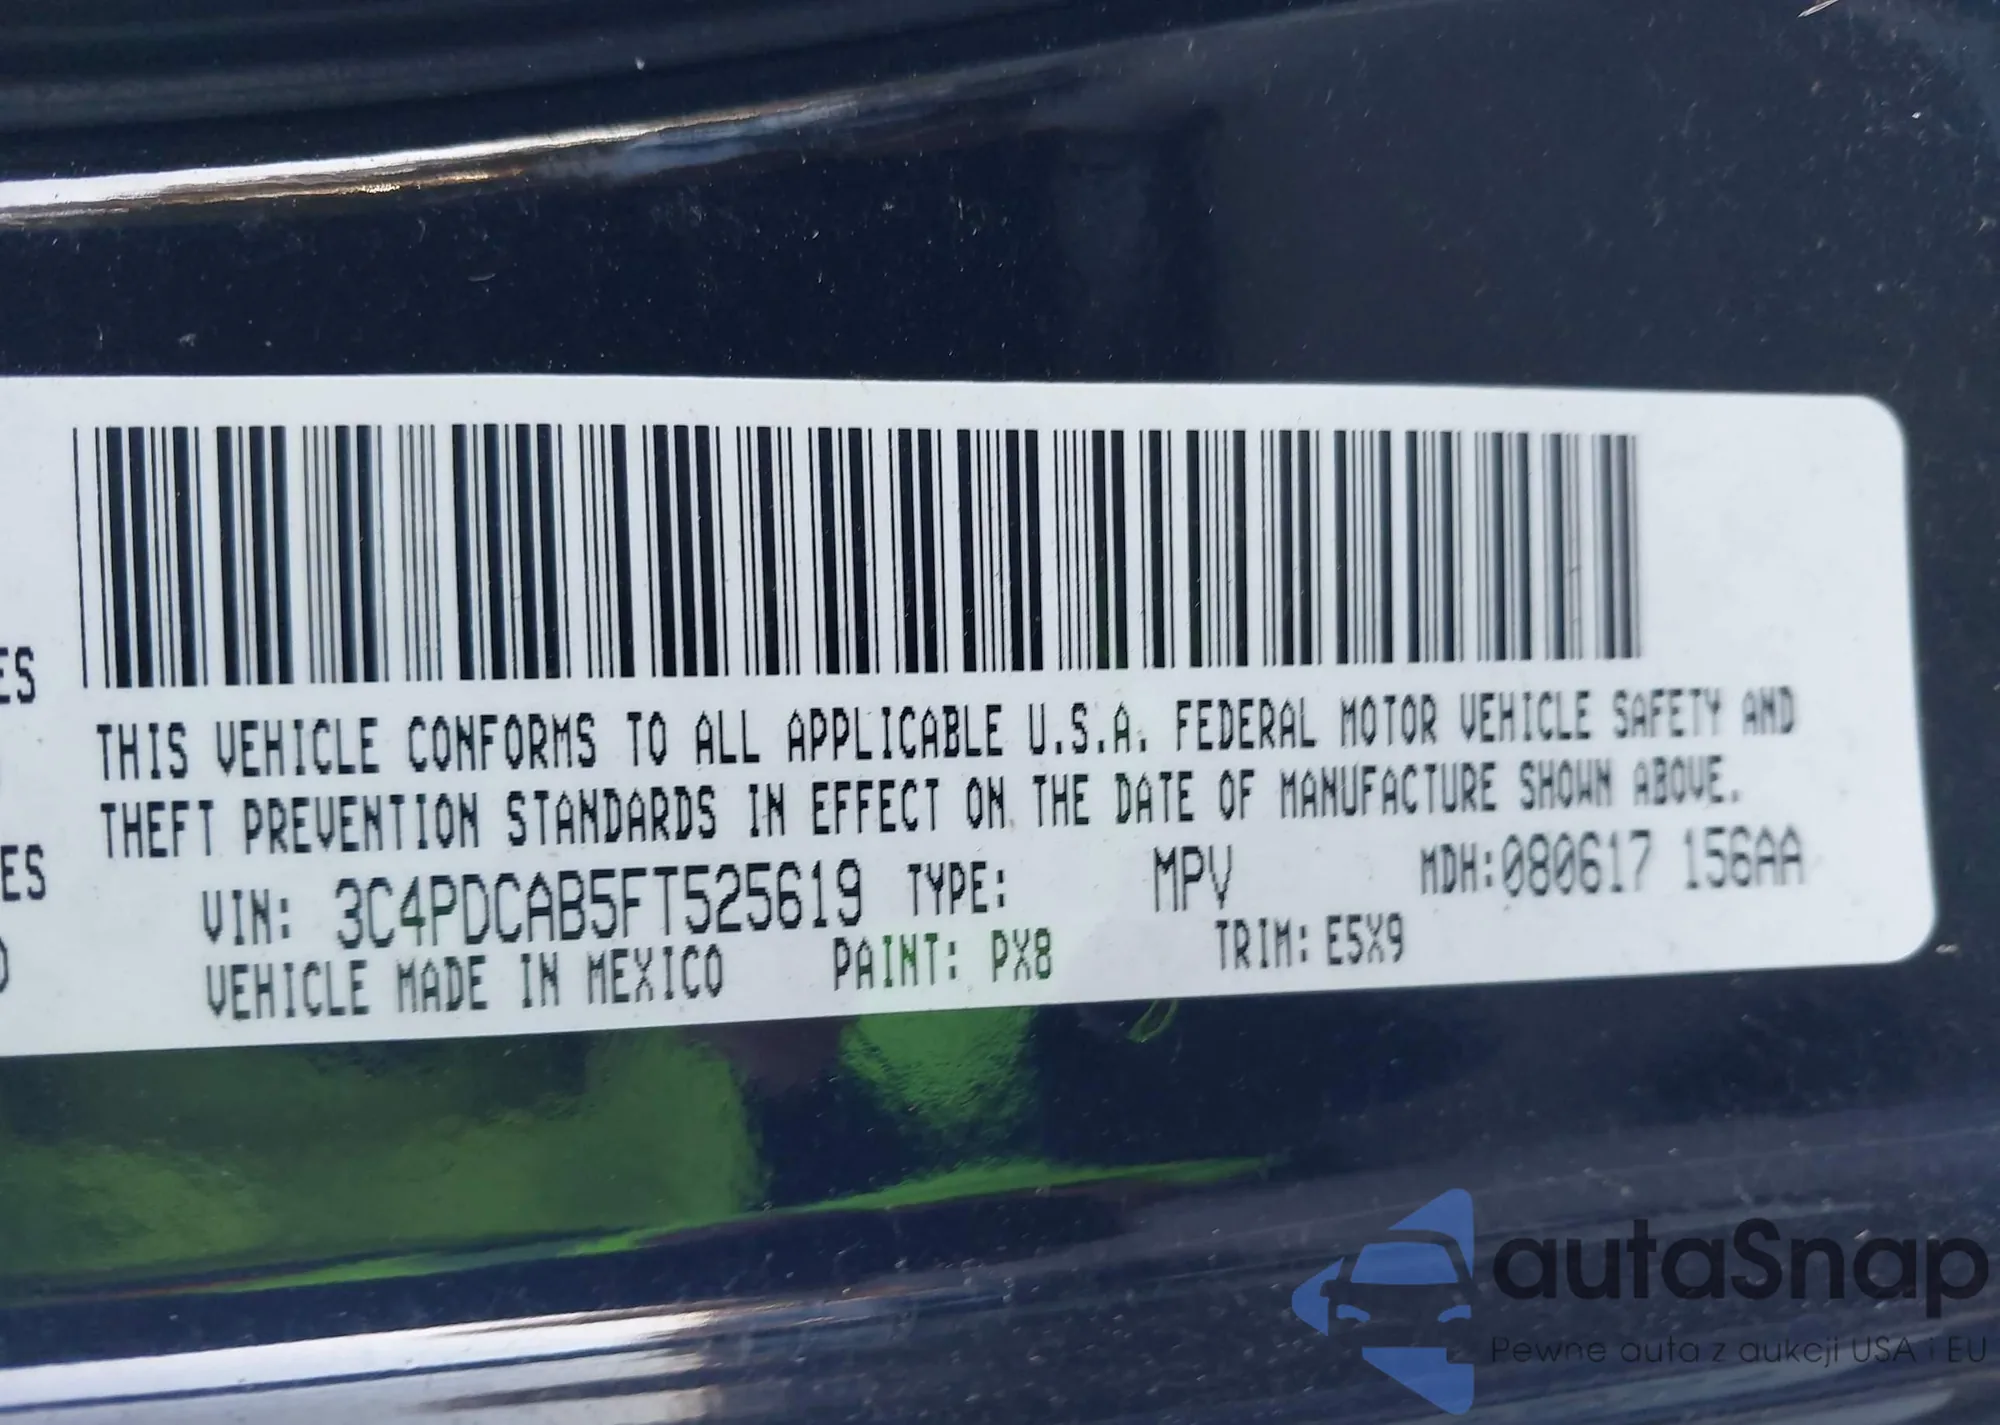 ES
THIS VEHICLE CONFORMS TO ALL APPLICABLE U.S.A. FEDERAL MOTOR VEHICLE SAFETY AND
THEFT PREVENTION STANDARDS IN EFFECT ON THE DATE OF MANUFACTURE SHOWN ABOVE.
ES
VIN: 3C4PDCAB5FT525619 TYPE: MPV MDH:080617 156AA
VEHICLE MADE IN MEXICO PAINT: PX8 TRIM: E5X9
autaSnap
Pewne auta z aukcji USA i EU